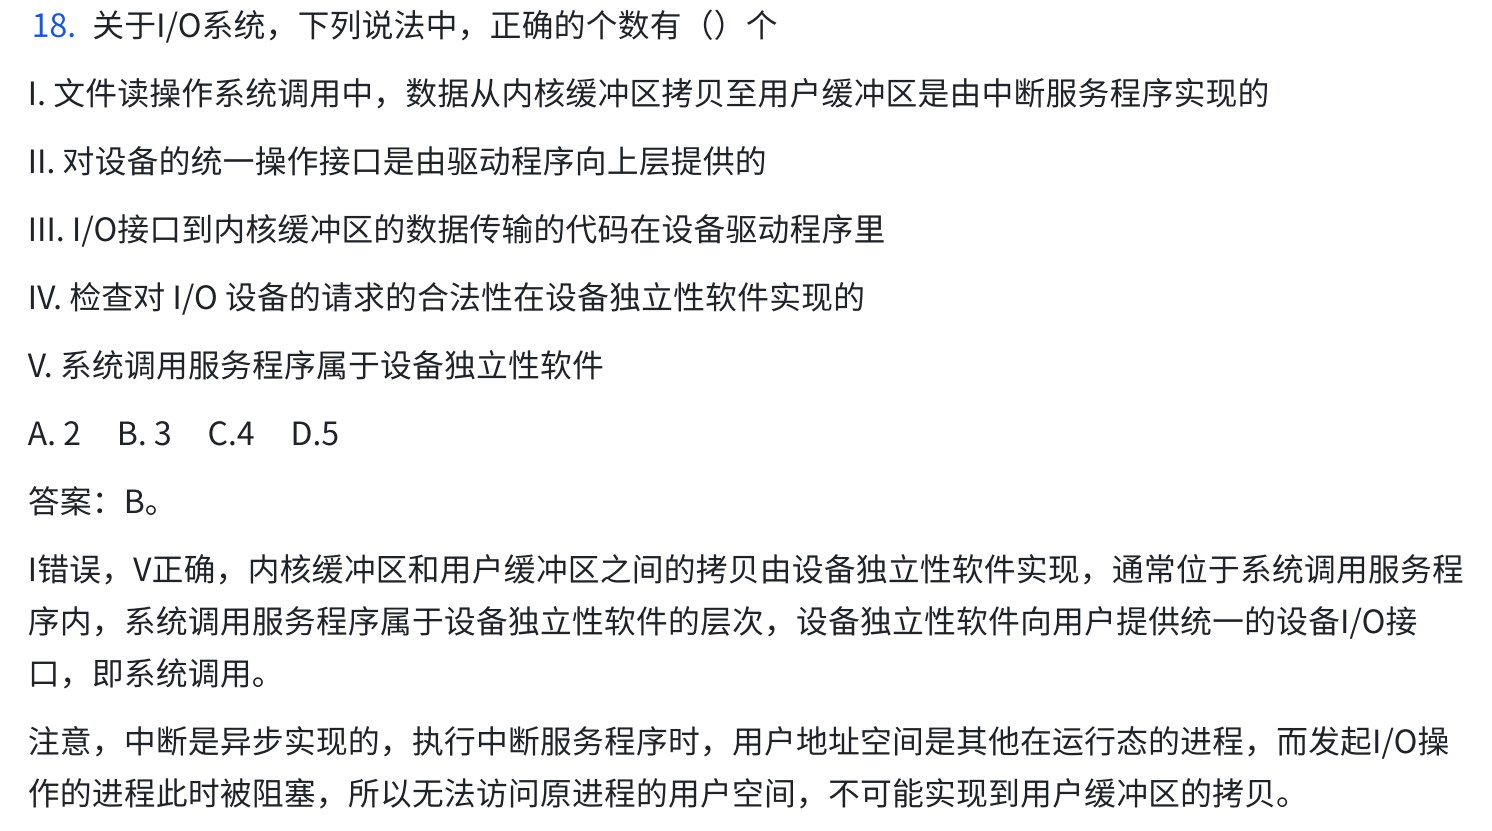 18. 关于I/O系统，下列说法中，正确的个数有（）个
I. 文件读操作系统调用中，数据从内核缓冲区拷贝至用户缓冲区是由中断服务程序实现的
II. 对设备的统一操作接口是由驱动程序向上层提供的
III. I/O接口到内核缓冲区的数据传输的代码在设备驱动程序里
IV. 检查对 I/O 设备的请求的合法性在设备独立性软件实现的
V. 系统调用服务程序属于设备独立性软件
A. 2 B. 3 C.4 D.5
答案：B。
I错误，V正确，内核缓冲区和用户缓冲区之间的拷贝由设备独立性软件实现，通常位于系统调用服务程
序内，系统调用服务程序属于设备独立性软件的层次，设备独立性软件向用户提供统一的设备I/O接
口，即系统调用。
注意，中断是异步实现的，执行中断服务程序时，用户地址空间是其他在运行态的进程，而发起I/O操
作的进程此时被阻塞，所以无法访问原进程的用户空间，不可能实现到用户缓冲区的拷贝。